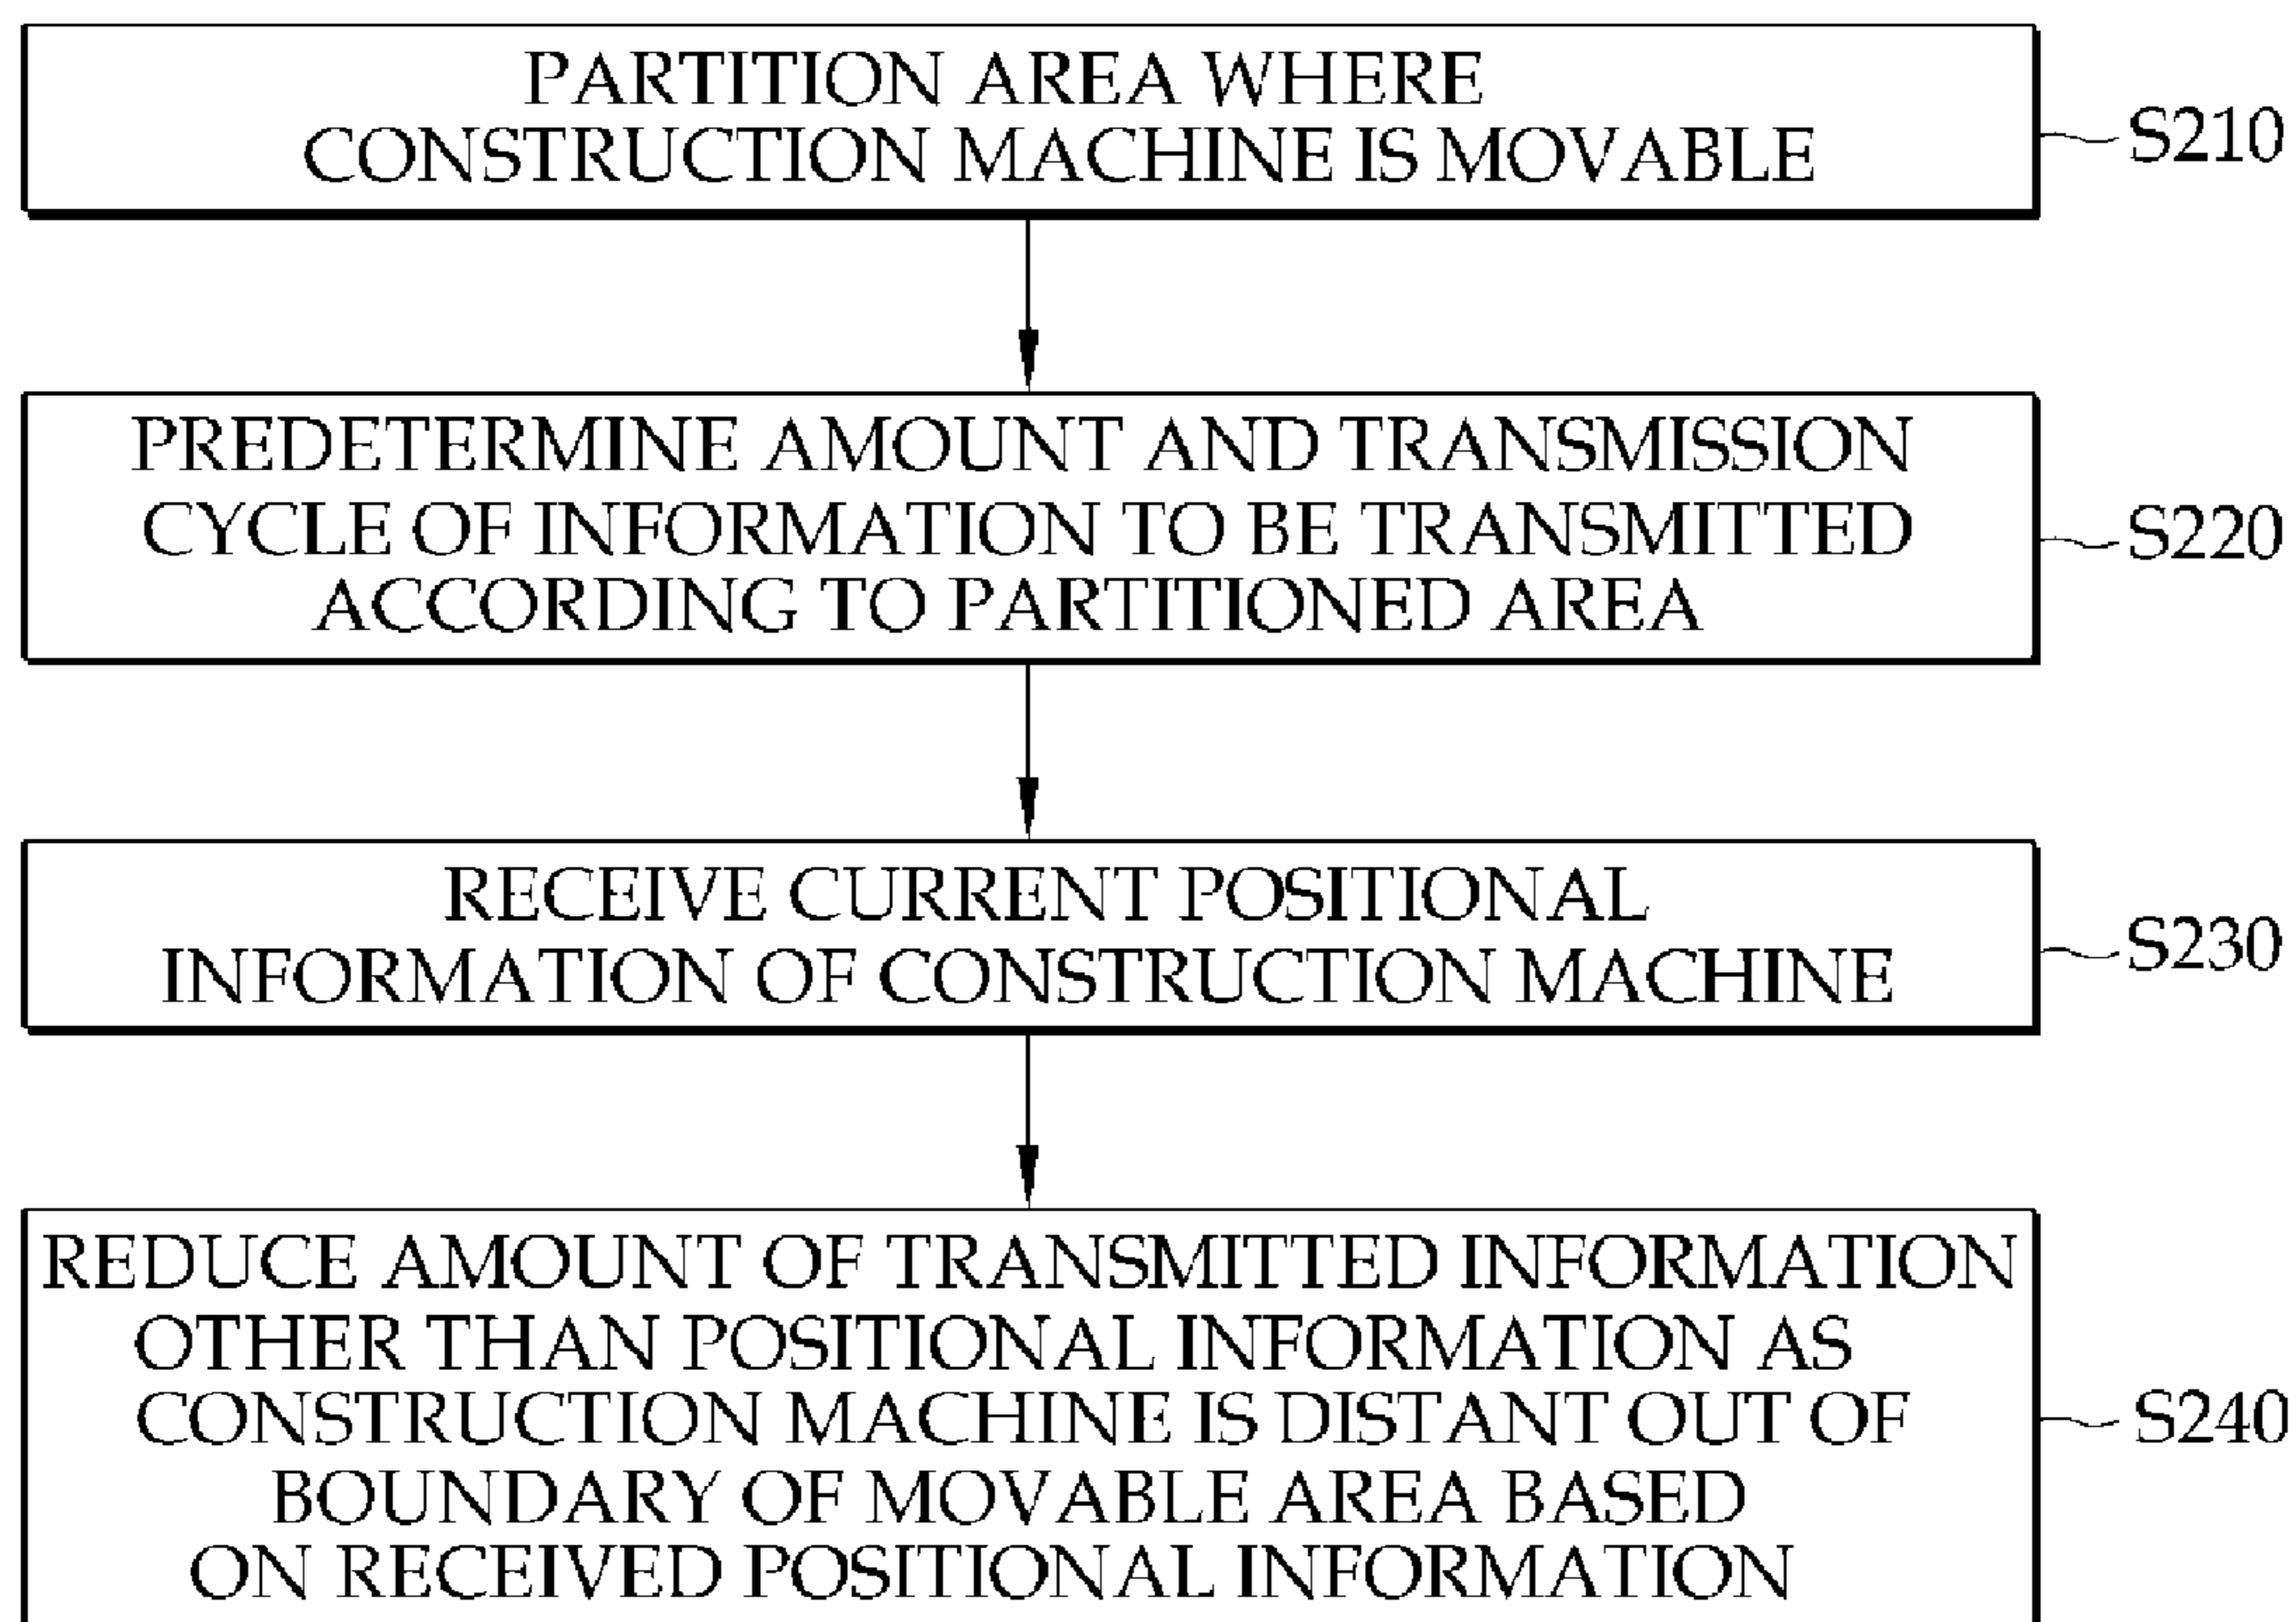 PARTITION AREA WHERE
CONSTRUCTION MACHINE IS MOVABLE
S210
PREDETERMINE AMOUNT AND TRANSMISSION
CYCLE OF INFORMATION TO BE TRANSMITTED
ACCORDING TO PARTITIONED AREA
S220
RECEIVE CURRENT POSITIONAL
INFORMATION OF CONSTRUCTION MACHINE
S230
REDUCE AMOUNT OF TRANSMITTED INFORMATION
OTHER THAN POSITIONAL INFORMATION AS
CONSTRUCTION MACHINE IS DISTANT OUT OF
BOUNDARY OF MOVABLE AREA BASED
ON RECEIVED POSITIONAL INFORMATION
S240